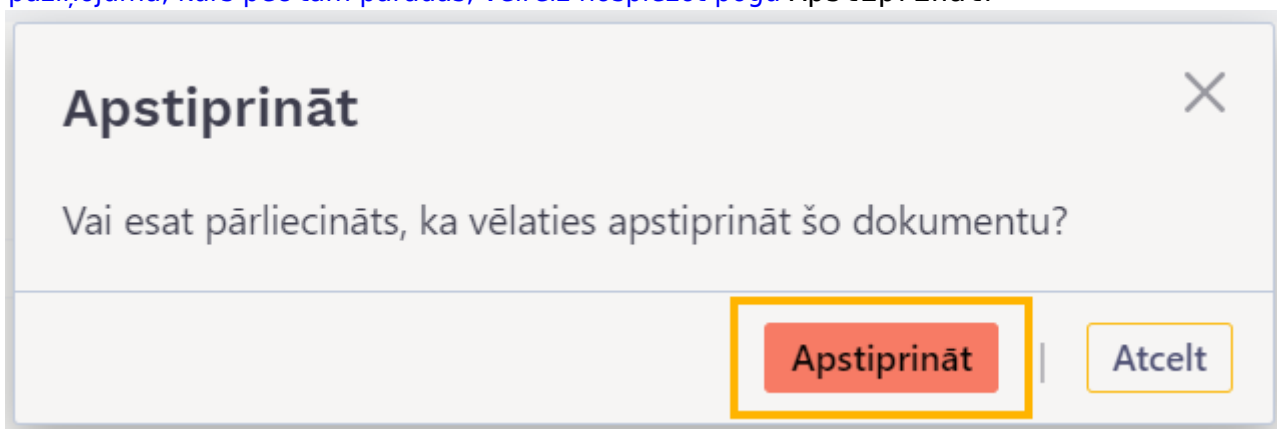 Apstiprināt
Vai esat pārliecināts, ka vēlaties apstiprināt šo dokumentu?
Apstiprināt | Atcelt